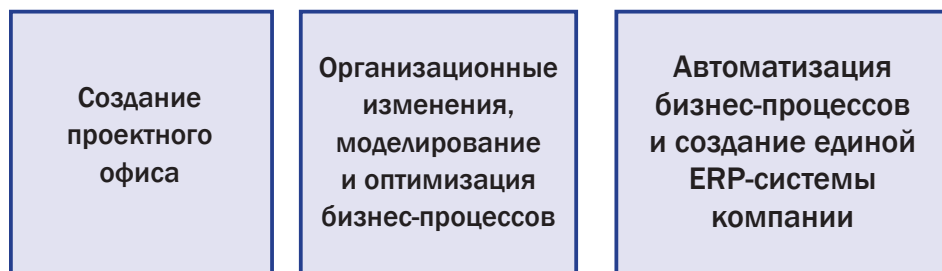 Создание
проектного
офиса
Организационные
изменения,
моделирование
и оптимизация
бизнес-процессов
Автоматизация
бизнес-процессов
и создание единой
ERP-системы
компании